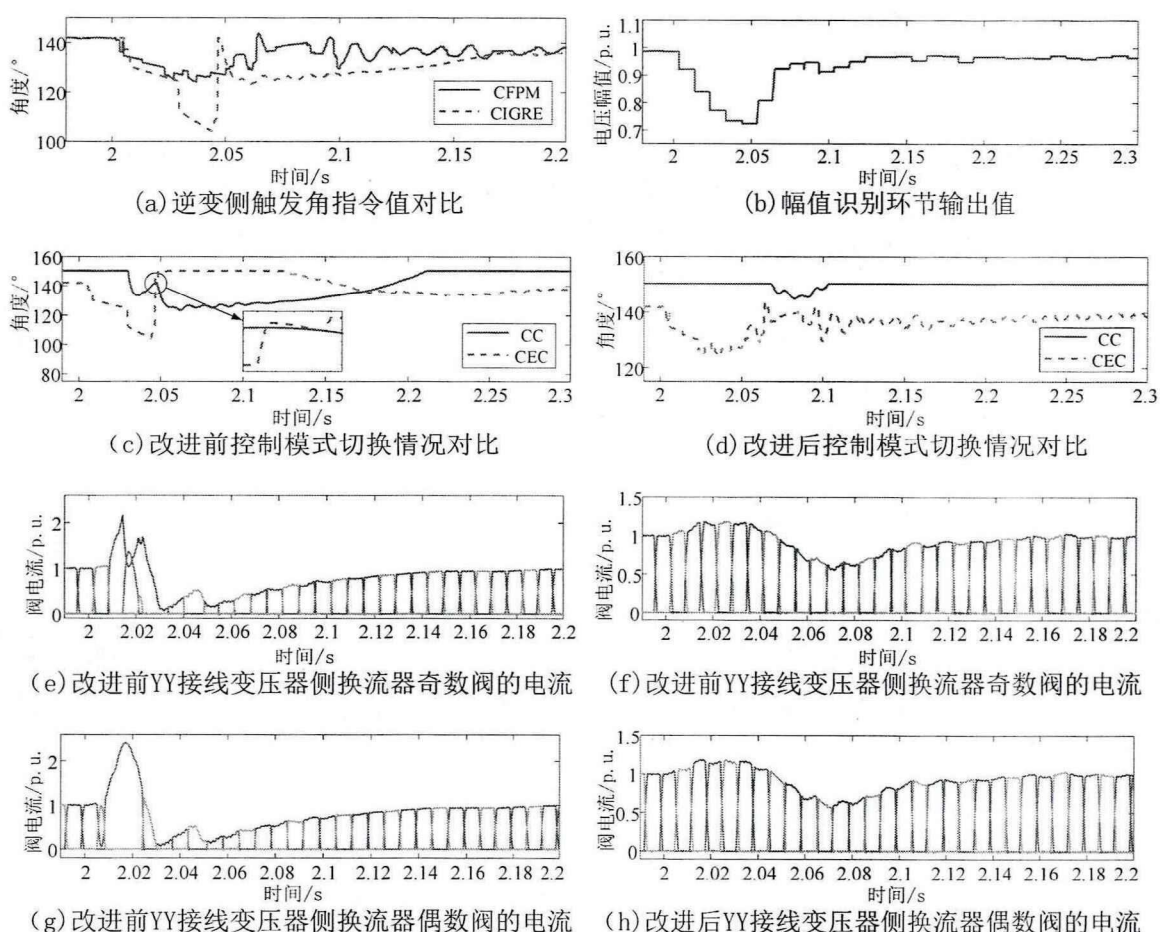 140
120
100
角度/°
CFPM
CIGRE
2 2.05 2.1 2.15 2.2
时间/s
(a)逆变侧触发角指令值对比
1.1
1
0.9
0.8
0.7
电压幅值/p. u.
2 2.05 2.1 2.15 2.2 2.25 2.3
时间/s
(b)幅值识别环节输出值
160
140
120
100
80
角度/°
CC
CEC
2 2.05 2.1 2.15 2.2 2.25 2.3
时间/s
(c)改进前控制模式切换情况对比
160
140
120
角度/°
CC
CEC
2 2.05 2.1 2.15 2.2 2.25 2.3
时间/s
(d)改进后控制模式切换情况对比
2
1
0
阀电流/p. u.
2 2.02 2.04 2.06 2.08 2.1 2.12 2.14 2.16 2.18 2.2
时间/s
(e)改进前YY接线变压器侧换流器奇数阀的电流
1.5
1
0.5
0
阀电流/p. u.
2 2.02 2.04 2.06 2.08 2.1 2.12 2.14 2.16 2.18 2.2
时间/s
(f)改进前YY接线变压器侧换流器奇数阀的电流
2
1
0
阀电流/p. u.
2 2.02 2.04 2.06 2.08 2.1 2.12 2.14 2.16 2.18 2.2
时间/s
(g)改进前YY接线变压器侧换流器偶数阀的电流
1.5
1
0.5
0
阀电流/p. u.
2 2.02 2.04 2.06 2.08 2.1 2.12 2.14 2.16 2.18 2.2
时间/s
(h)改进后YY接线变压器侧换流器偶数阀的电流